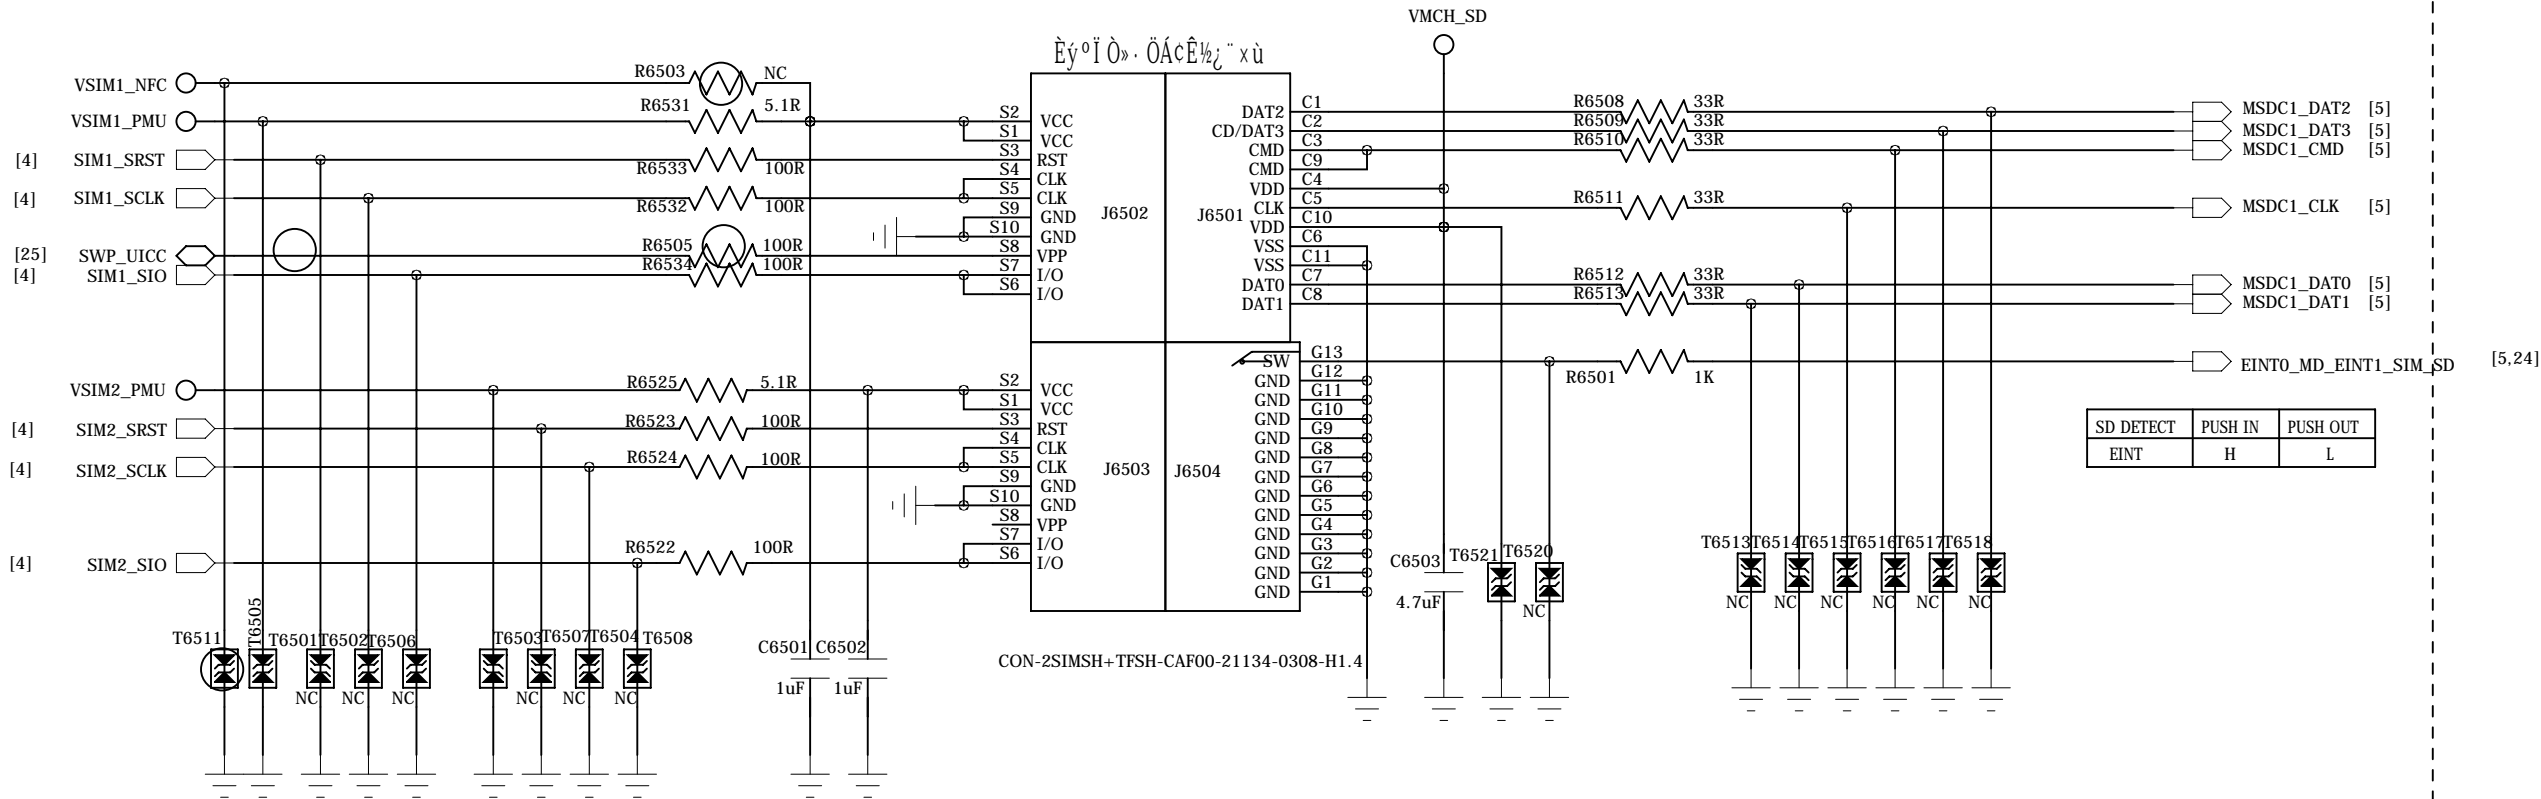 VMCH_SD
Èýº Ï Ò»· ÖÁ¢Ê½¿¨×ù
VSIM1_NFC R6503 NC
VSIM1_PMU R6531 5.1R
[4] SIM1_SRST R6533 100R
[4] SIM1_SCLK R6532 100R
[25] SWP_UICC R6505 100R
[4] SIM1_SIO R6534 100R
S2 VCC
S1 VCC
S3 RST
S4 CLK
S5 CLK
S9 GND
S10 GND
S8 VPP
S7 I/O
S6 I/O
J6502
J6501
DAT2 C1
CD/DAT3 C2
CMD C3
CMD C9
VDD C4
CLK C5
VDD C10
VSS C6
VSS C11
DAT0 C7
DAT1 C8
R6508 33R MSDC1_DAT2 [5]
R6509 33R MSDC1_DAT3 [5]
R6510 33R MSDC1_CMD [5]
R6511 33R MSDC1_CLK [5]
R6512 33R MSDC1_DAT0 [5]
R6513 33R MSDC1_DAT1 [5]
VSIM2_PMU R6525 5.1R
[4] SIM2_SRST R6523 100R
[4] SIM2_SCLK R6524 100R
[4] SIM2_SIO R6522 100R
S2 VCC
S1 VCC
S3 RST
S4 CLK
S5 CLK
S9 GND
S10 GND
S8 VPP
S7 I/O
S6 I/O
J6503
J6504
SW G13
GND G12
GND G11
GND G10
GND G9
GND G8
GND G7
GND G6
GND G5
GND G4
GND G3
GND G2
GND G1
R6501 1K EINT0_MD_EINT1_SIM_SD [5,24]
SD DETECT PUSH IN PUSH OUT
EINT H L
C6503 T6521 T6520
4.7uF NC
T6513 T6514 T6515 T6516 T6517 T6518
NC NC NC NC NC NC
T6511 T6505 T6501 T6502 T6506 T6503 T6507 T6504 T6508
NC NC NC NC NC NC
C6501 C6502
1uF 1uF
CON-2SIMSH+TFSH-CAF00-21134-0308-H1.4